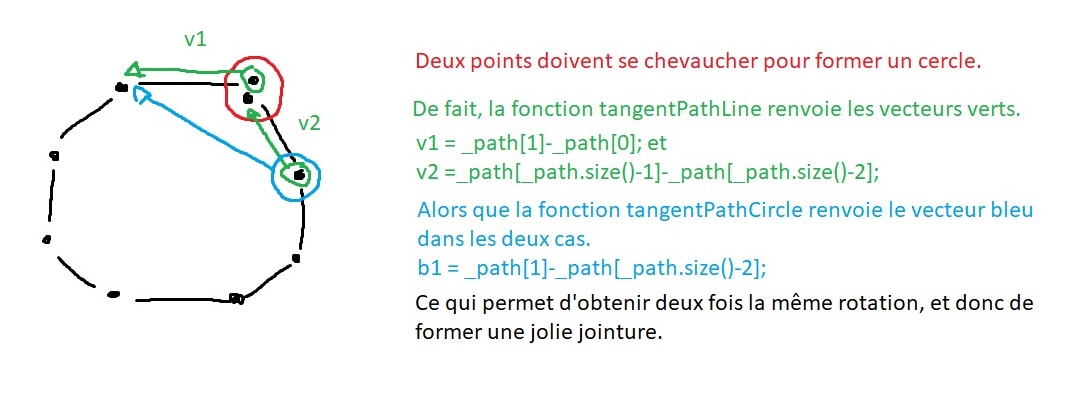 v1
Deux points doivent se chevaucher pour former un cercle.
De fait, la fonction tangentPathLine renvoie les vecteurs verts.
v2
v1 = _path[1]-_path[0]; et
v2 =_path[_path.size()-1]-_path[_path.size()-2];
Alors que la fonction tangentPathCircle renvoie le vecteur bleu
dans les deux cas.
b1 = _path[1]-_path[_path.size()-2];
Ce qui permet d'obtenir deux fois la même rotation, et donc de
former une jolie jointure.